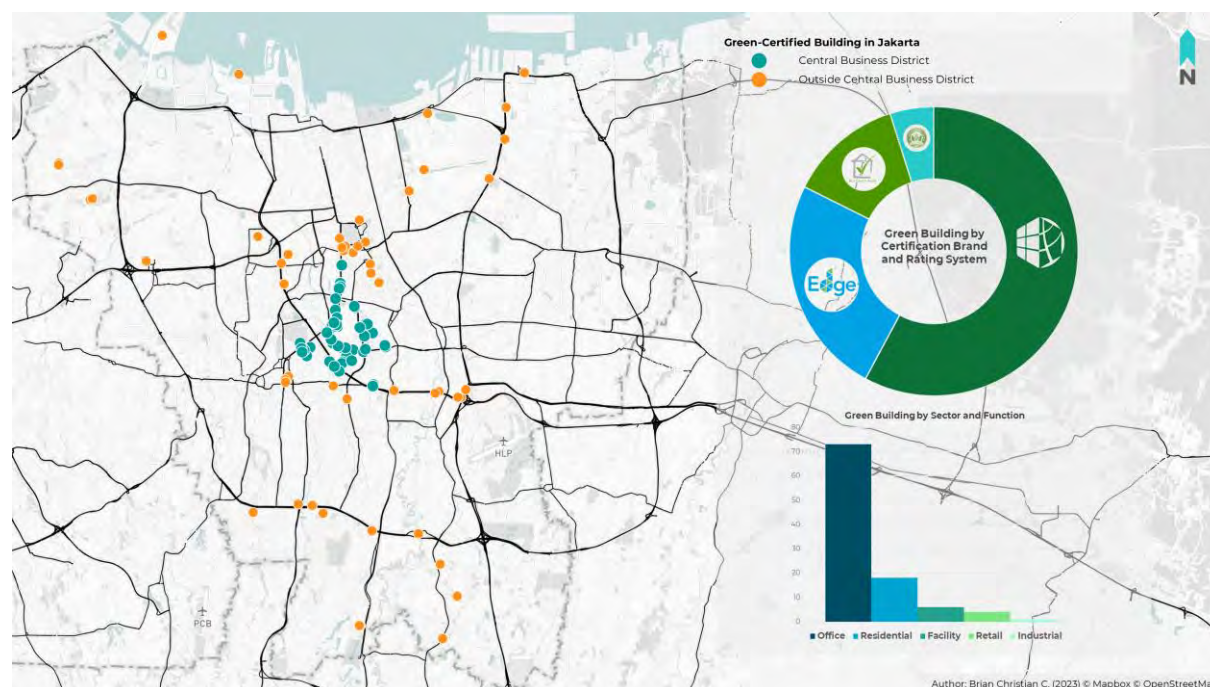 Green-Certified Building in Jakarta
Central Business District
Outside Central Business District
N
Green Building by
Certification Brand
and Rating System
Edge
HLP
PCB
Green Building by Sector and Function
80
70
60
50
40
30
20
10
0
Office
Residential
Facility
Retail
Industrial
Author: Brian Christian C. (2023) © Mapbox © OpenStreetMa